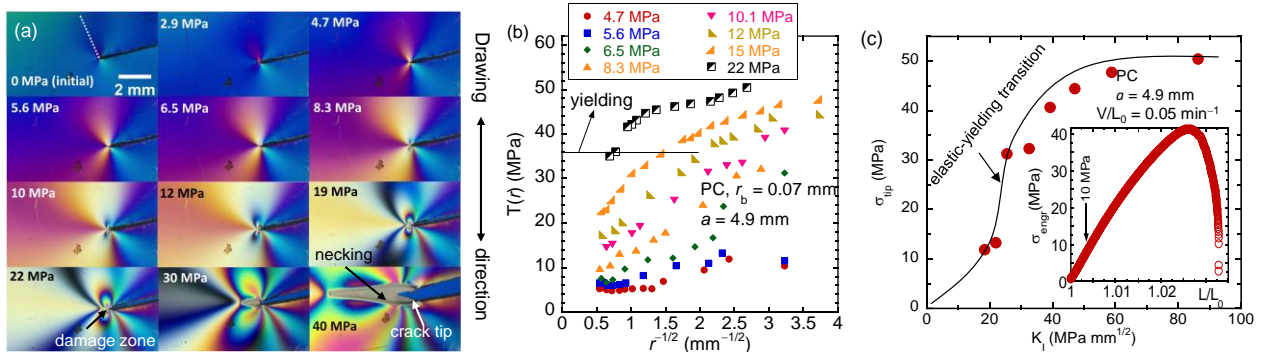 (a)
0 MPa (initial)
2 mm
2.9 MPa
4.7 MPa
5.6 MPa
6.5 MPa
8.3 MPa
10 MPa
12 MPa
19 MPa
22 MPa
damage zone
30 MPa
necking
40 MPa
crack tip
Drawing
direction
(b)
4.7 MPa
5.6 MPa
6.5 MPa
8.3 MPa
10.1 MPa
12 MPa
15 MPa
22 MPa
yielding
PC, r_b = 0.07 mm
a = 4.9 mm
T(r) (MPa)
60
50
40
30
20
10
0
0 0.5 1 1.5 2 2.5 3 3.5 4
r^{-1/2} (mm^{-1/2})
(c)
σ_tip (MPa)
60
50
40
30
20
10
0
0 20 40 60 80 100
K_I (MPa mm^{1/2})
elastic-yielding transition
PC
a = 4.9 mm
V/L_0 = 0.05 min^{-1}
σ_engr (MPa)
40
30
20
10
0
10 MPa
1 1.01 1.02 L/L_0